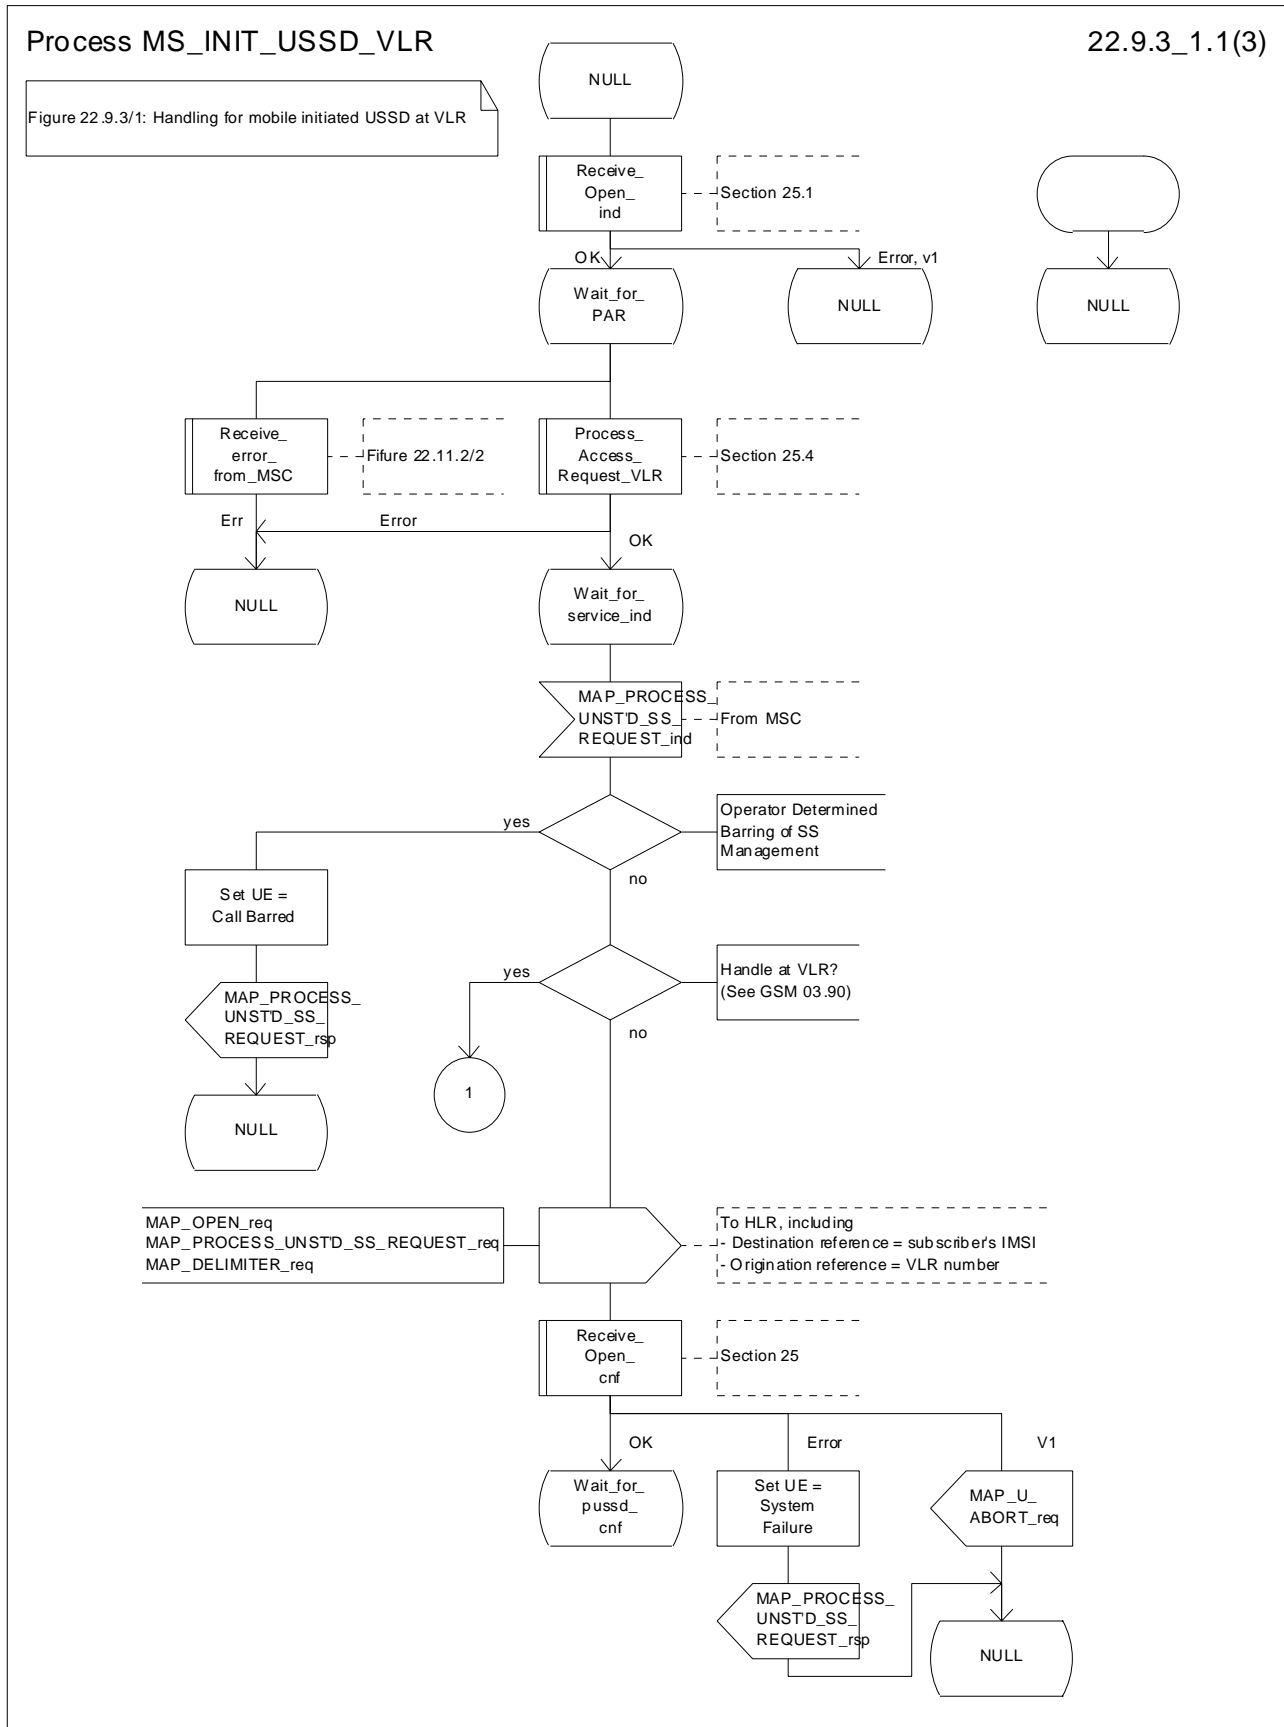 Process MS_INIT_USSD_VLR
22.9.3_1.1(3)
Figure 22.9.3/1: Handling for mobile initiated USSD at VLR
NULL
Receive_
Open_
ind
Section 25.1
OK
Error, v1
Wait_for_
PAR
NULL
NULL
Receive_
error_
from_MSC
Fifure 22.11.2/2
Process_
Access_
Request_VLR
Section 25.4
Err
Error
OK
NULL
Wait_for_
service_ind
MAP_PROCESS_
UNST'D_SS_
REQUEST_ind
From MSC
yes
Operator Determined
Barring of SS
Management
no
Set UE =
Call Barred
yes
Handle at VLR?
(See GSM 03.90)
no
MAP_PROCESS_
UNST'D_SS_
REQUEST_rsp
1
NULL
MAP_OPEN_req
MAP_PROCESS_UNST'D_SS_REQUEST_req
MAP_DELIMITER_req
To HLR, including
- Destination reference = subscriber's IMSI
- Origination reference = VLR number
Receive_
Open_
cnf
Section 25
OK
Error
V1
Wait_for_
pussd_
cnf
Set UE =
System
Failure
MAP_U_
ABORT_req
MAP_PROCESS_
UNST'D_SS_
REQUEST_rsp
NULL